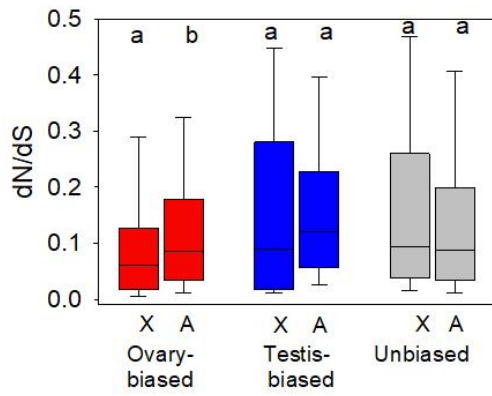 0.5
0.4
0.3
0.2
0.1
0.0
dN/dS
a b a a a a
X A X A X A
Ovary- Testis- Unbiased
biased biased